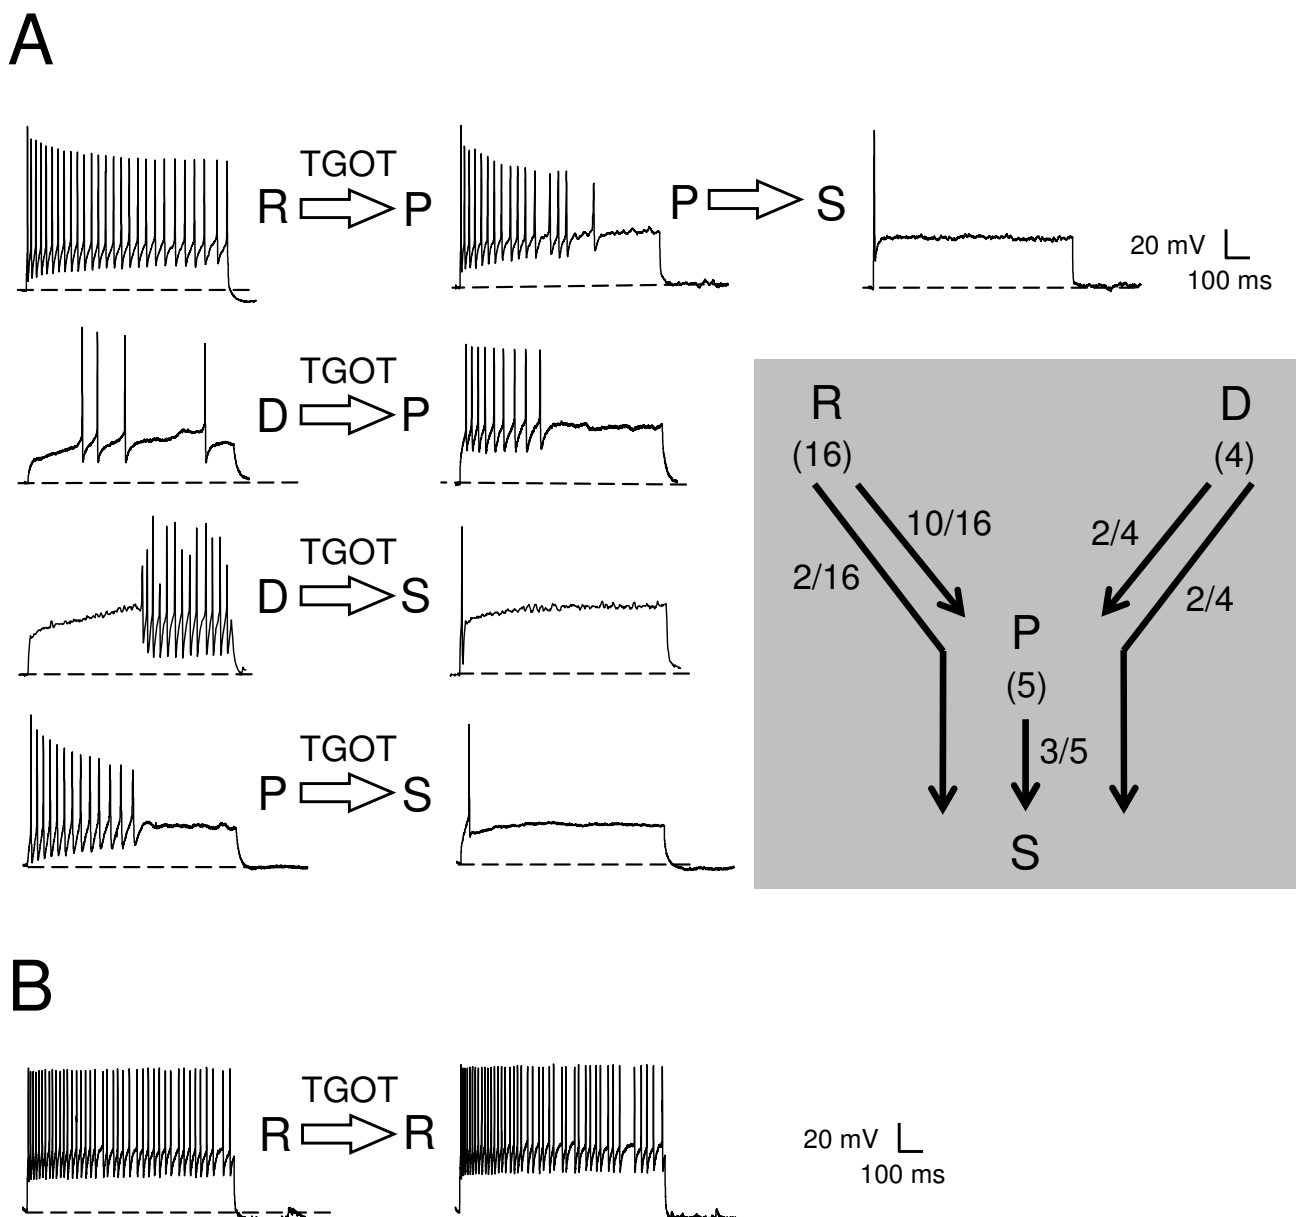 A
TGOT
R P
P S
20 mV
100 ms
TGOT
D P
TGOT
D S
TGOT
P S
R D
(16) (4)
10/16
2/4
2/16
2/4
P
(5)
3/5
S
B
TGOT
R R
20 mV
100 ms